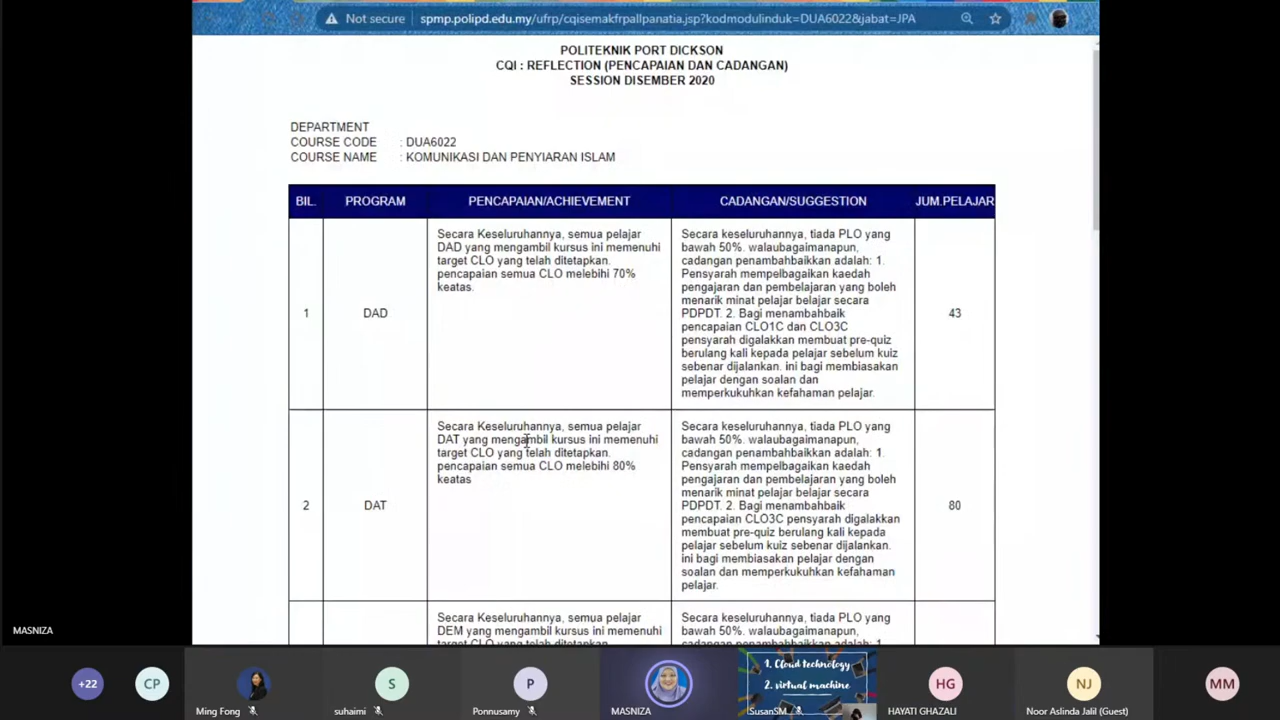 Not secure
spmp.polipd.edu.my/ufrp/cqisemakfrpallpanatia.jsp?kodmodulinduk=DUA6022&jabat=JPA
POLITEKNIK PORT DICKSON
CQI : REFLECTION (PENCAPAIAN DAN CADANGAN)
SESSION DISEMBER 2020
DEPARTMENT
COURSE CODE : DUA6022
COURSE NAME : KOMUNIKASI DAN PENYIARAN ISLAM
BIL. PROGRAM PENCAPAIAN/ACHIEVEMENT CADANGAN/SUGGESTION JUM.PELAJAR
1
DAD
Secara Keseluruhannya, semua pelajar
DAD yang mengambil kursus ini memenuhi
target CLO yang telah ditetapkan.
pencapaian semua CLO melebihi 70%
keatas.
Secara keseluruhannya, tiada PLO yang
bawah 50%. walaubagaimanapun,
cadangan penambahbaikkan adalah: 1.
Pensyarah mempelbagaikan kaedah
pengajaran dan pembelajaran yang boleh
menarik minat pelajar belajar secara
PDPDT. 2. Bagi menambahbaik
pencapaian CLO1C dan CLO3C
pensyarah digalakkan membuat pre-quiz
berulang kali kepada pelajar sebelum kuiz
sebenar dijalankan. ini bagi membiasakan
pelajar dengan soalan dan
memperkukuhkan kefahaman pelajar.
43
2
DAT
Secara Keseluruhannya, semua pelajar
DAT yang mengambil kursus ini memenuhi
target CLO yang telah ditetapkan.
pencapaian semua CLO melebihi 80%
keatas
Secara keseluruhannya, tiada PLO yang
bawah 50%. walaubagaimanapun,
cadangan penambahbaikkan adalah: 1.
Pensyarah mempelbagaikan kaedah
pengajaran dan pembelajaran yang boleh
menarik minat pelajar belajar secara
PDPDT. 2. Bagi menambahbaik
pencapaian CLO3C pensyarah digalakkan
membuat pre-quiz berulang kali kepada
pelajar sebelum kuiz sebenar dijalankan.
ini bagi membiasakan pelajar dengan
soalan dan memperkukuhkan kefahaman
pelajar.
80
Secara Keseluruhannya, semua pelajar
DEM yang mengambil kursus ini memenuhi
target CLO yang telah ditetapkan.
Secara keseluruhannya, tiada PLO yang
bawah 50%. walaubagaimanapun,
cadangan penambahbaikkan adalah: 1.
MASNIZA
+22
CP
Ming Fong
S
suhaimi
P
Ponnusamy
MASNIZA
1. Cloud technology
2. virtual machine
iSusanSM
HG
HAYATI GHAZALI
NJ
Noor Aslinda Jalil (Guest)
MM